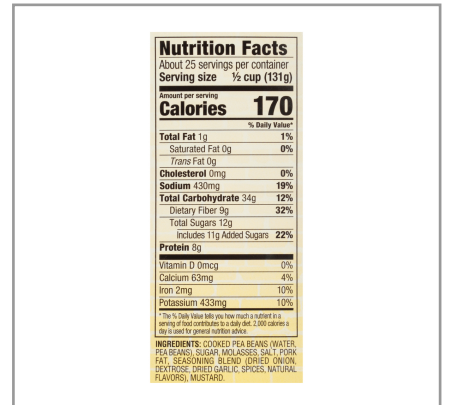 Nutrition Facts
About 25 servings per container
Serving size ½ cup (131g)
Amount per serving
Calories 170
% Daily Value*
Total Fat 1g 1%
Saturated Fat 0g 0%
Trans Fat 0g
Cholesterol 0mg 0%
Sodium 430mg 19%
Total Carbohydrate 34g 12%
Dietary Fiber 9g 32%
Total Sugars 12g
Includes 11g Added Sugars 22%
Protein 8g
Vitamin D 0mcg 0%
Calcium 63mg 4%
Iron 2mg 10%
Potassium 433mg 10%
* The % Daily Value tells you how much a nutrient in a
serving of food contributes to a daily diet. 2,000 calories a
day is used for general nutrition advice.
INGREDIENTS: COOKED PEA BEANS (WATER,
PEA BEANS), SUGAR, MOLASSES, SALT, PORK
FAT, SEASONING BLEND (DRIED ONION,
DEXTROSE, DRIED GARLIC, SPICES, NATURAL
FLAVORS), MUSTARD.